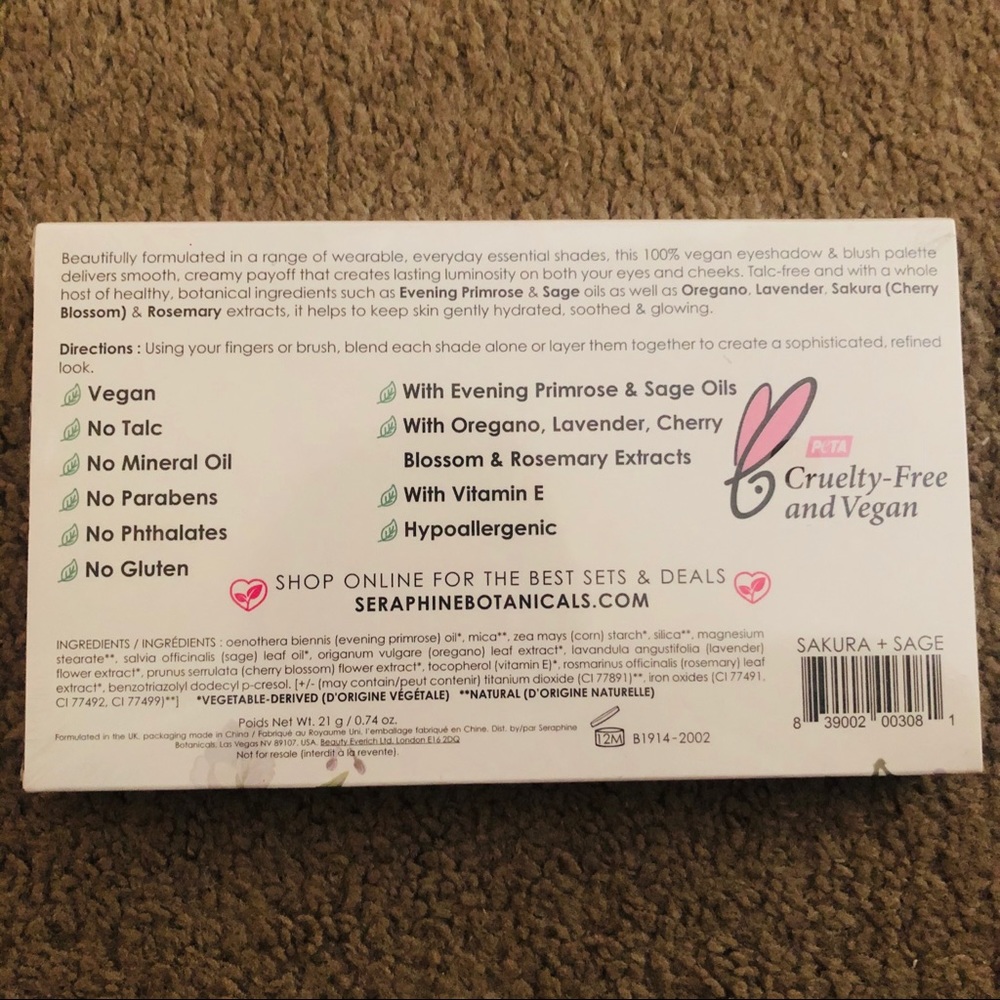 Beautifully formulated in a range of wearable, everyday essential shades, this 100% vegan eyeshadow & blush palette
delivers smooth, creamy payoff that creates lasting luminosity on both your eyes and cheeks. Talc-free and with a whole
host of healthy, botanical ingredients such as Evening Primrose & Sage oils as well as Oregano, Lavender, Sakura (Cherry
Blossom) & Rosemary extracts, it helps to keep skin gently hydrated, soothed & glowing.
Directions : Using your fingers or brush, blend each shade alone or layer them together to create a sophisticated, refined
look.
Vegan
No Talc
No Mineral Oil
No Parabens
No Phthalates
No Gluten
With Evening Primrose & Sage Oils
With Oregano, Lavender, Cherry
Blossom & Rosemary Extracts
With Vitamin E
Hypoallergenic
PETA
Cruelty-Free
and Vegan
SHOP ONLINE FOR THE BEST SETS & DEALS
SERAPHINEBOTANICALS.COM
INGREDIENTS / INGRÉDIENTS : oenothera biennis (evening primrose) oil*, mica**, zea mays (corn) starch*, silica**, magnesium
stearate**, salvia officinalis (sage) leaf oil*, origanum vulgare (oregano) leaf extract*, lavandula angustifolia (lavender)
flower extract*, prunus serrulata (cherry blossom) flower extract*, tocopherol (vitamin E)*, rosmarinus officinalis (rosemary) leaf
extract*, benzotriazolyl dodecyl p-cresol. [+/- (may contain/peut contenir) titanium dioxide (CI 77891)**, iron oxides (CI 77491,
CI 77492, CI 77499)**] *VEGETABLE-DERIVED (D'ORIGINE VÉGÉTALE) **NATURAL (D'ORIGINE NATURELLE)
Poids Net Wt. 21 g / 0.74 oz.
Formulated in the UK, packaging made in China / Fabriqué au Royaume Uni, l'emballage fabriqué en Chine. Dist. by/par Seraphine
Botanicals, Las Vegas NV 89107, USA. Beauty Everich Ltd, London E16 2DQ
Not for resale (interdit à la revente).
12M B1914-2002
SAKURA + SAGE
8 39002 00308 1